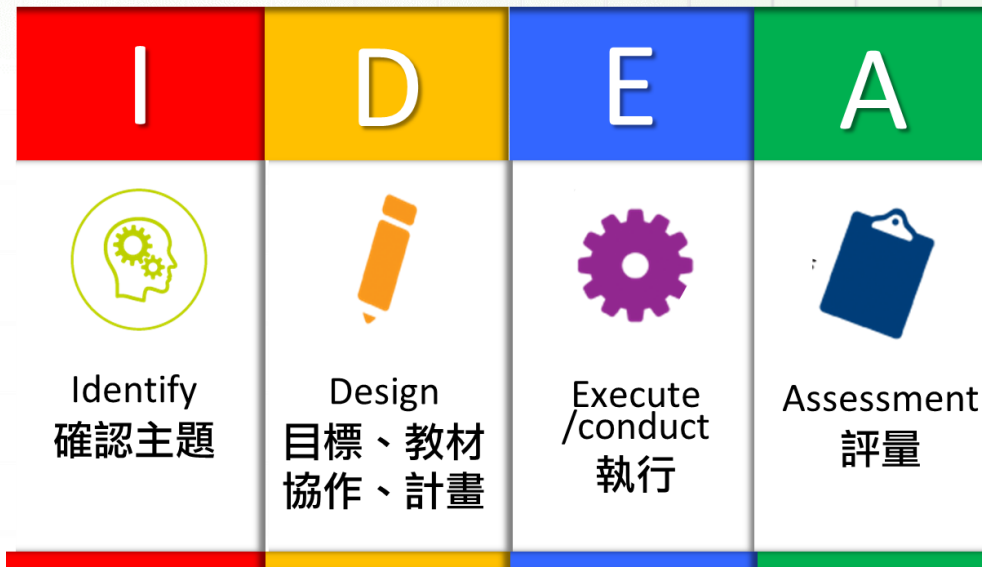 I
D
E
A
Identify
確認主題
Design
目標、教材
協作、計畫
Execute
/conduct
執行
Assessment
評量